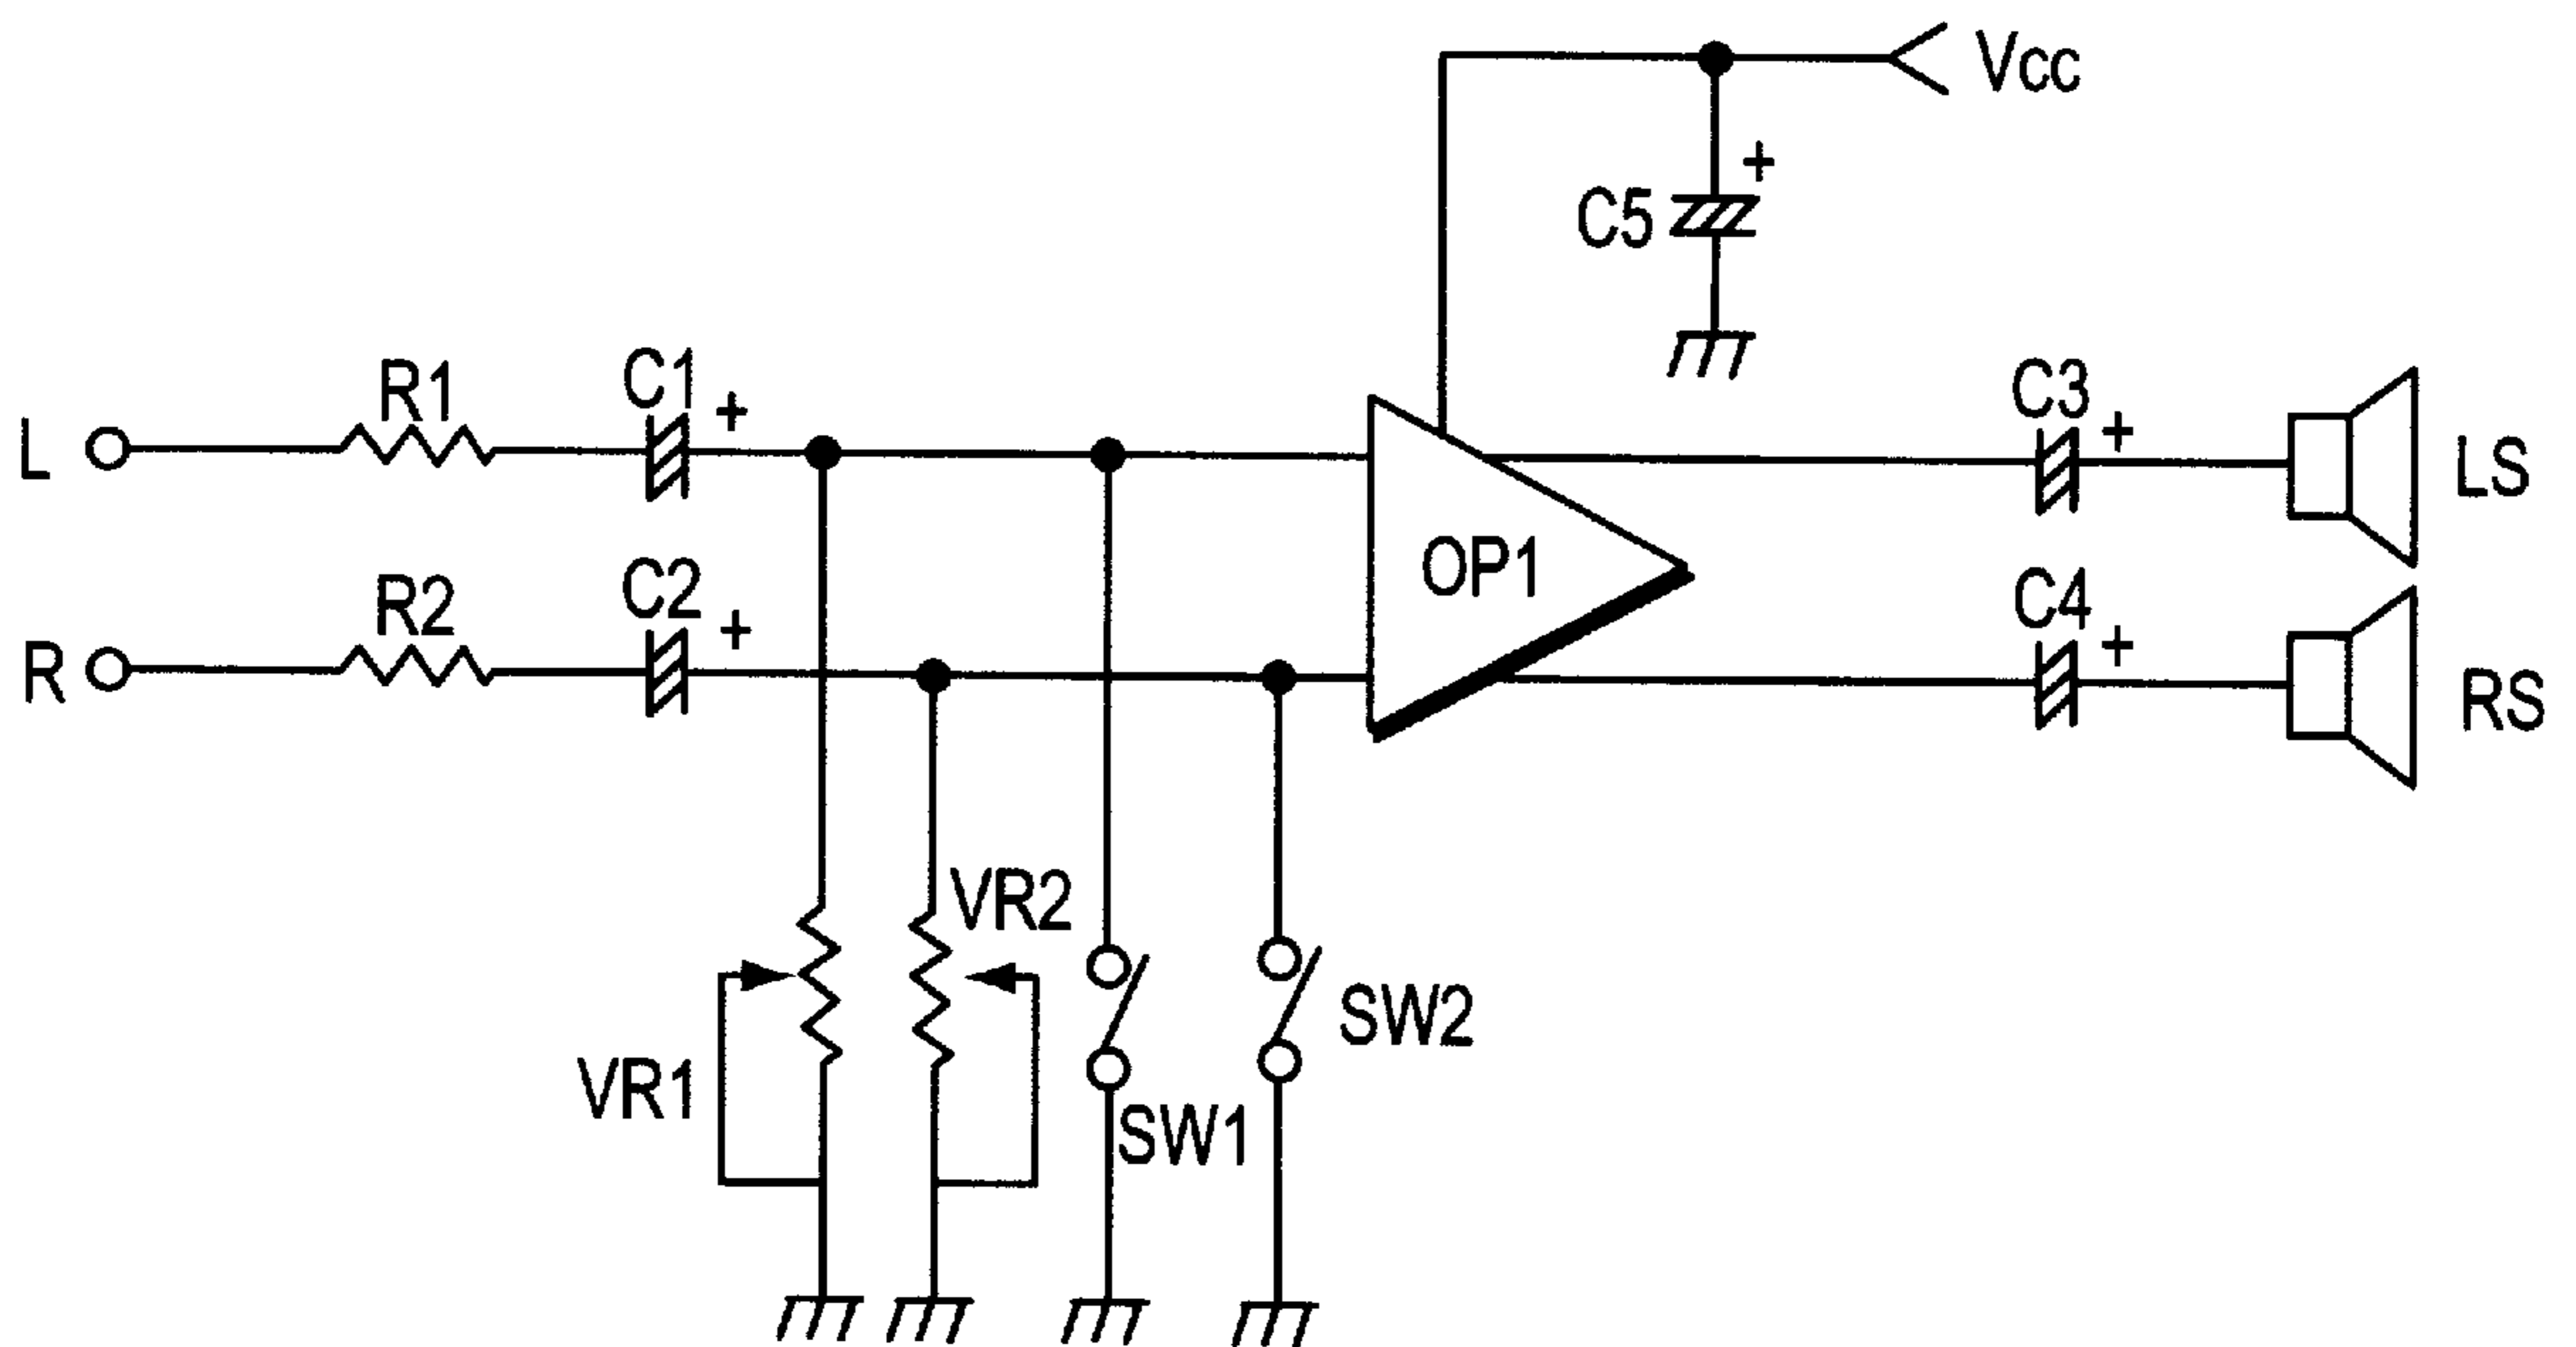 Vcc
+
C5
C1
R1
+
C3
+
L
LS
OP1
C2
R2
+
C4
+
R
RS
VR2
SW2
VR1
SW1